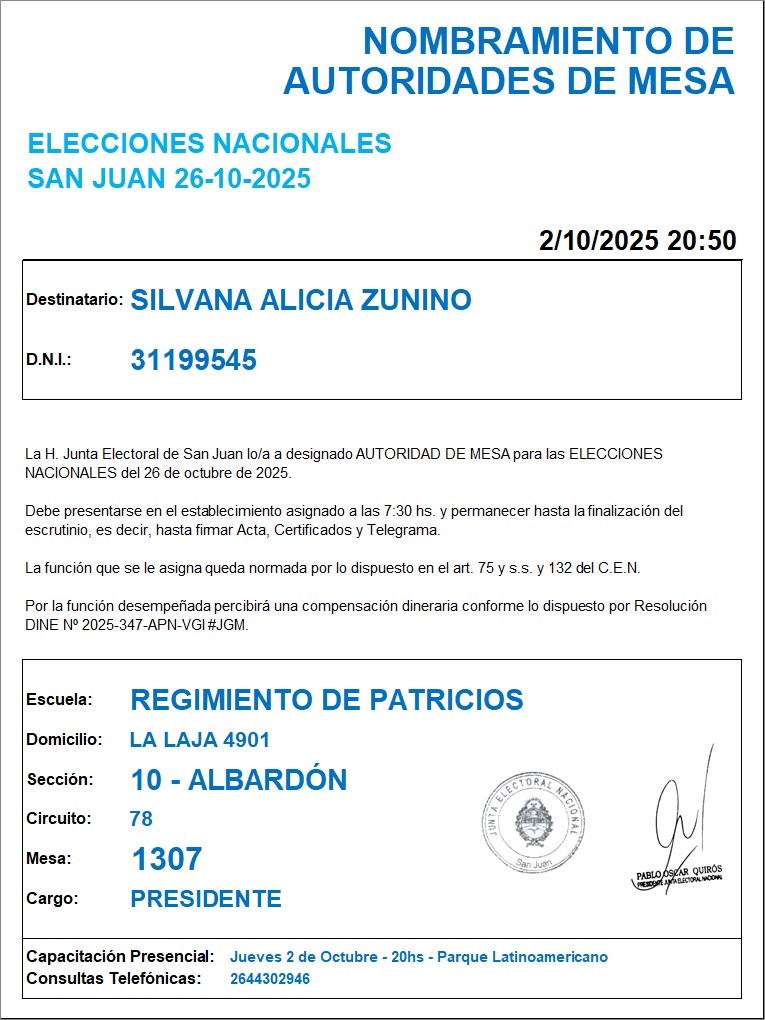 NOMBRAMIENTO DE
AUTORIDADES DE MESA
ELECCIONES NACIONALES
SAN JUAN 26-10-2025
2/10/2025 20:50
Destinatario: SILVANA ALICIA ZUNINO
D.N.I.: 31199545
La H. Junta Electoral de San Juan lo/a a designado AUTORIDAD DE MESA para las ELECCIONES
NACIONALES del 26 de octubre de 2025.
Debe presentarse en el establecimiento asignado a las 7:30 hs. y permanecer hasta la finalización del
escrutinio, es decir, hasta firmar Acta, Certificados y Telegrama.
La función que se le asigna queda normada por lo dispuesto en el art. 75 y s.s. y 132 del C.E.N.
Por la función desempeñada percibirá una compensación dineraria conforme lo dispuesto por Resolución
DINE Nº 2025-347-APN-VGI #JGM.
Escuela: REGIMIENTO DE PATRICIOS
Domicilio: LA LAJA 4901
Sección: 10 - ALBARDÓN
Circuito: 78
Mesa: 1307
Cargo: PRESIDENTE
JUNTA ELECTORAL NACIONAL
San Juan
PABLO OSCAR QUIRÓS
PRESIDENTE JUNTA ELECTORAL NACIONAL
Capacitación Presencial: Jueves 2 de Octubre - 20hs - Parque Latinoamericano
Consultas Telefónicas: 2644302946